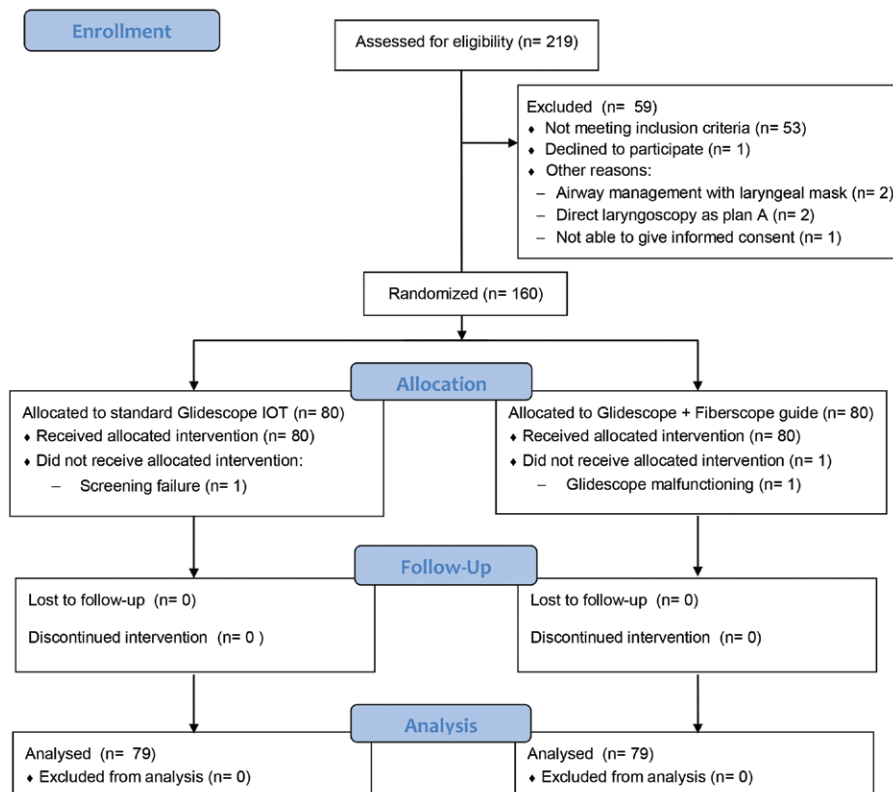 Enrollment
Assessed for eligibility (n= 219)
Excluded (n= 59)
♦ Not meeting inclusion criteria (n= 53)
♦ Declined to participate (n= 1)
♦ Other reasons:
– Airway management with laryngeal mask (n= 2)
– Direct laryngoscopy as plan A (n= 2)
– Not able to give informed consent (n= 1)
Randomized (n= 160)
Allocation
Allocated to standard Glidescope IOT (n= 80)
♦ Received allocated intervention (n= 80)
♦ Did not receive allocated intervention:
– Screening failure (n= 1)
Allocated to Glidescope + Fiberscope guide (n= 80)
♦ Received allocated intervention (n= 80)
♦ Did not receive allocated intervention (n= 1)
– Glidescope malfunctioning (n= 1)
Follow-Up
Lost to follow-up (n= 0)
Discontinued intervention (n= 0 )
Lost to follow-up (n= 0)
Discontinued intervention (n= 0)
Analysis
Analysed (n= 79)
♦ Excluded from analysis (n= 0)
Analysed (n= 79)
♦ Excluded from analysis (n= 0)